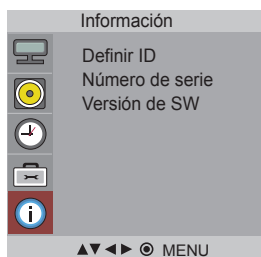 Información
Definir ID
Número de serie
Versión de SW
▲▼◄► ◉ MENU